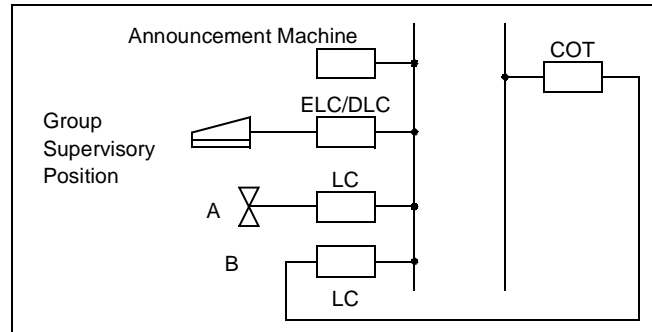 Announcement Machine
COT
ELC/DLC
Group
Supervisory
Position
LC
A
B
LC